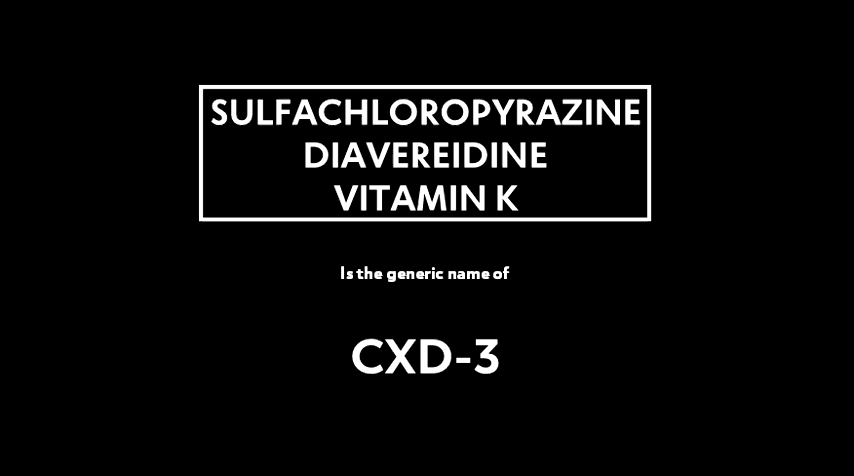 SULFACHLOROPYRAZINE
DIAVEREIDINE
VITAMIN K
Is the generic name of
CXD-3